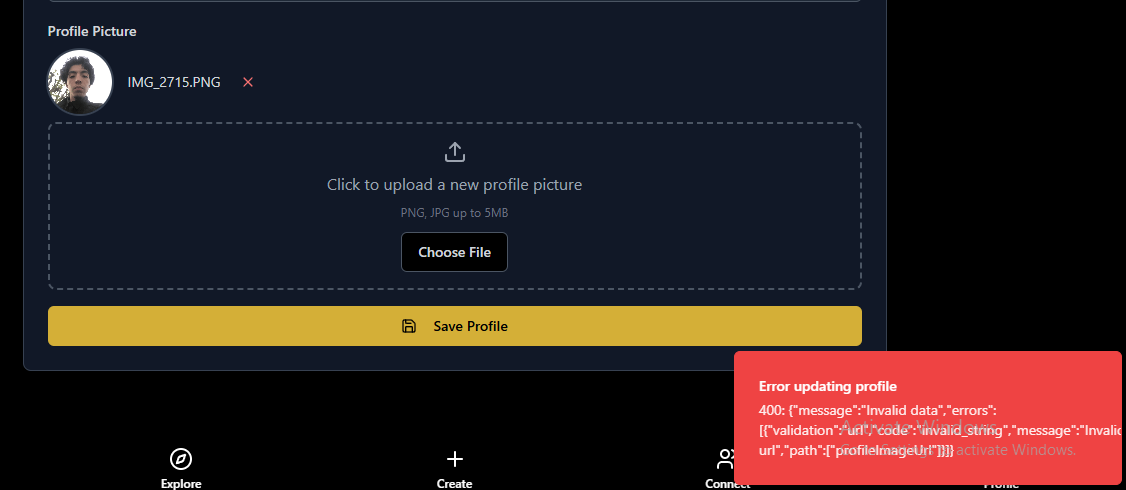 Profile Picture
IMG_2715.PNG
Click to upload a new profile picture
PNG, JPG up to 5MB
Choose File
Save Profile
Error updating profile
400: {"message":"Invalid data","errors":
[{"validation":"url","code":"invalid_string","message":"Invalid
url","path":["profileImageUrl"]}]}
Activate Windows
Go to Settings to activate Windows.
Explore
Create
Connect
Profile